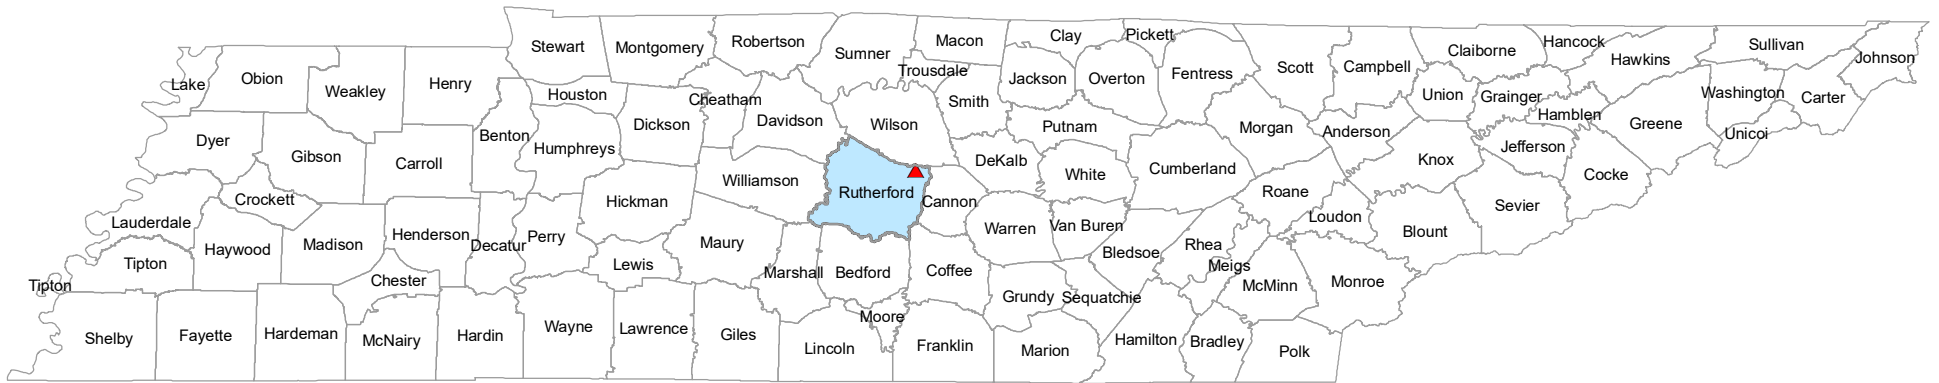 Stewart
Montgomery
Robertson
Sumner
Macon
Clay
Pickett
Hancock
Sullivan
Johnson
Claiborne
Hawkins
Lake
Obion
Weakley
Henry
Houston
Cheatham
Trousdale
Smith
Jackson
Overton
Fentress
Scott
Campbell
Union
Grainger
Hamblen
Washington
Carter
Unicoi
Greene
Dyer
Gibson
Carroll
Benton
Humphreys
Dickson
Davidson
Wilson
Putnam
Morgan
Anderson
Knox
Jefferson
Cocke
DeKalb
White
Cumberland
Crockett
Williamson
Rutherford
Cannon
Roane
Loudon
Sevier
Blount
Lauderdale
Haywood
Madison
Henderson
Decatur
Perry
Hickman
Maury
Warren
Van Buren
Bledsoe
Rhea
Meigs
Tipton
Tipton
Chester
Lewis
Marshall
Bedford
Coffee
Grundy
Sequatchie
McMinn
Monroe
Shelby
Fayette
Hardeman
McNairy
Hardin
Wayne
Lawrence
Giles
Lincoln
Moore
Franklin
Marion
Hamilton
Bradley
Polk